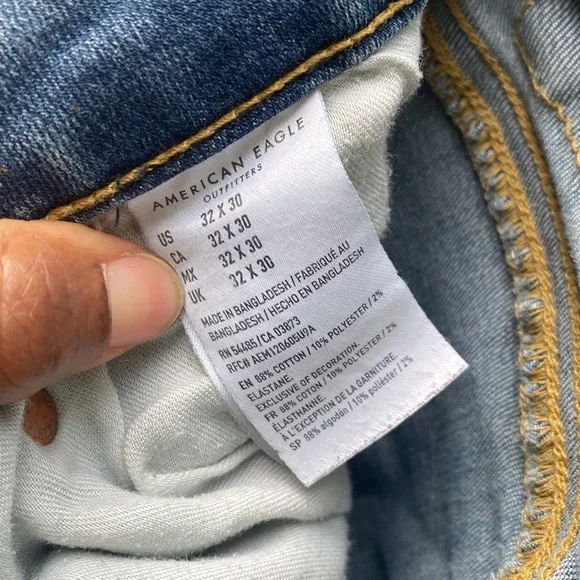 AMERICAN EAGLE
OUTFITTERS
US 32 X 30
CA 32 X 30
MX 32 X 30
UK 32 X 30
MADE IN BANGLADESH / FABRIQUÉ AU
BANGLADESH / HECHO EN BANGLADESH
RN 54485 / CA 03873
RFC# AEM120605U9A
EN 88% COTTON / 10% POLYESTER / 2%
ELASTANE.
EXCLUSIVE OF DECORATION.
FR 88% COTON / 10% POLYESTER / 2%
ÉLASTHANNE.
À L'EXCEPTION DE LA GARNITURE.
SP 88% algodón / 10% poliéster / 2%